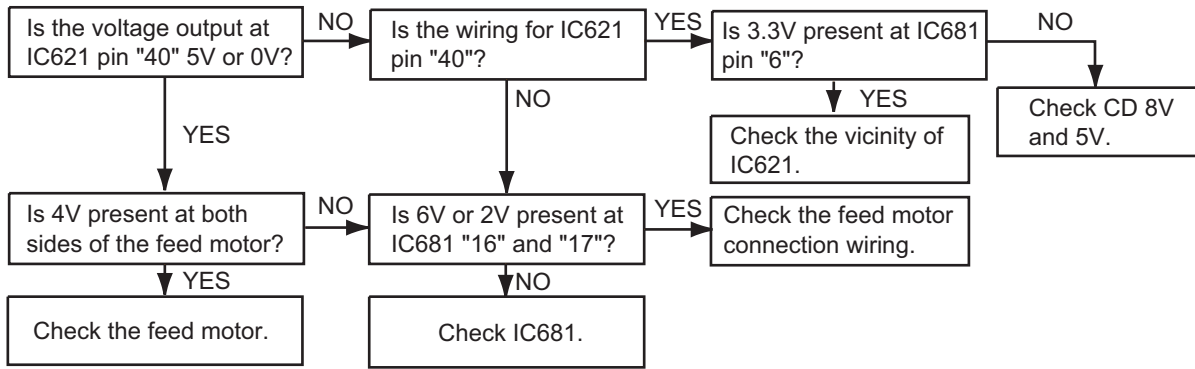 Is the voltage output at
IC621 pin "40" 5V or 0V?
NO
Is the wiring for IC621
pin "40"?
YES
Is 3.3V present at IC681
pin "6"?
NO
YES
NO
YES
Check CD 8V
and 5V.
Check the vicinity of
IC621.
Is 4V present at both
sides of the feed motor?
NO
Is 6V or 2V present at
IC681 "16" and "17"?
YES
Check the feed motor
connection wiring.
YES
NO
Check the feed motor.
Check IC681.